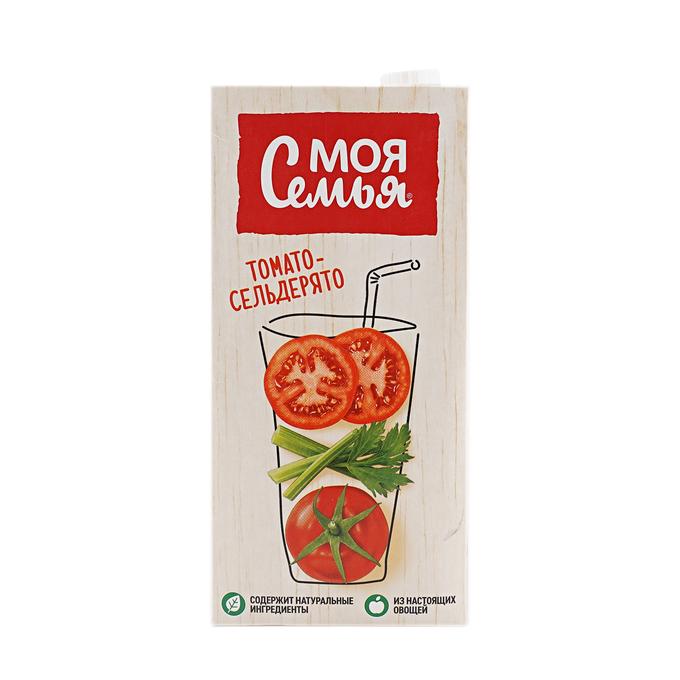 МОЯ
Семья®
ТОМАТО-
СЕЛЬДЕРЯТО
СОДЕРЖИТ НАТУРАЛЬНЫЕ
ИНГРЕДИЕНТЫ
ИЗ НАСТОЯЩИХ
ОВОЩЕЙ